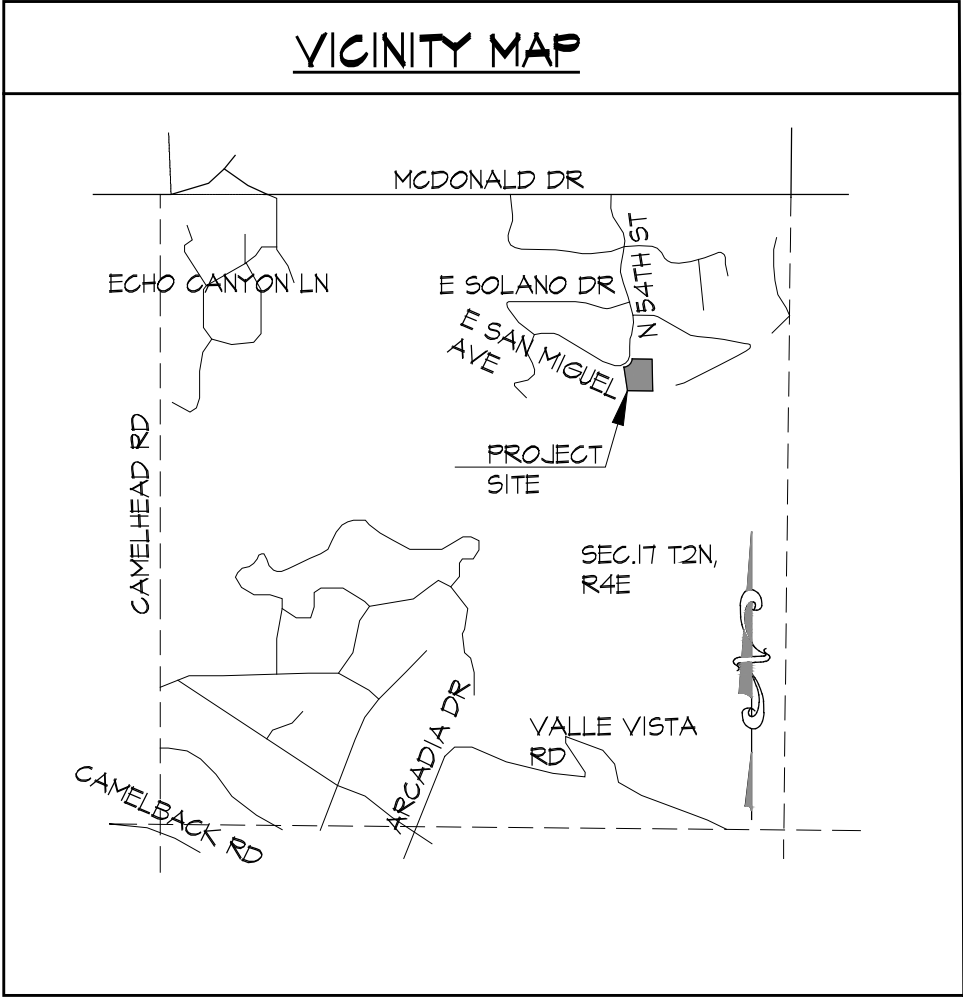 VICINITY MAP
MCDONALD DR
N 54TH ST
ECHO CANYON LN
E SOLANO DR
E SAN MIGUEL
AVE
CAMELHEAD RD
PROJECT
SITE
SEC.17 T2N,
R4E
ARCADIA DR
VALLE VISTA
RD
CAMELBACK RD